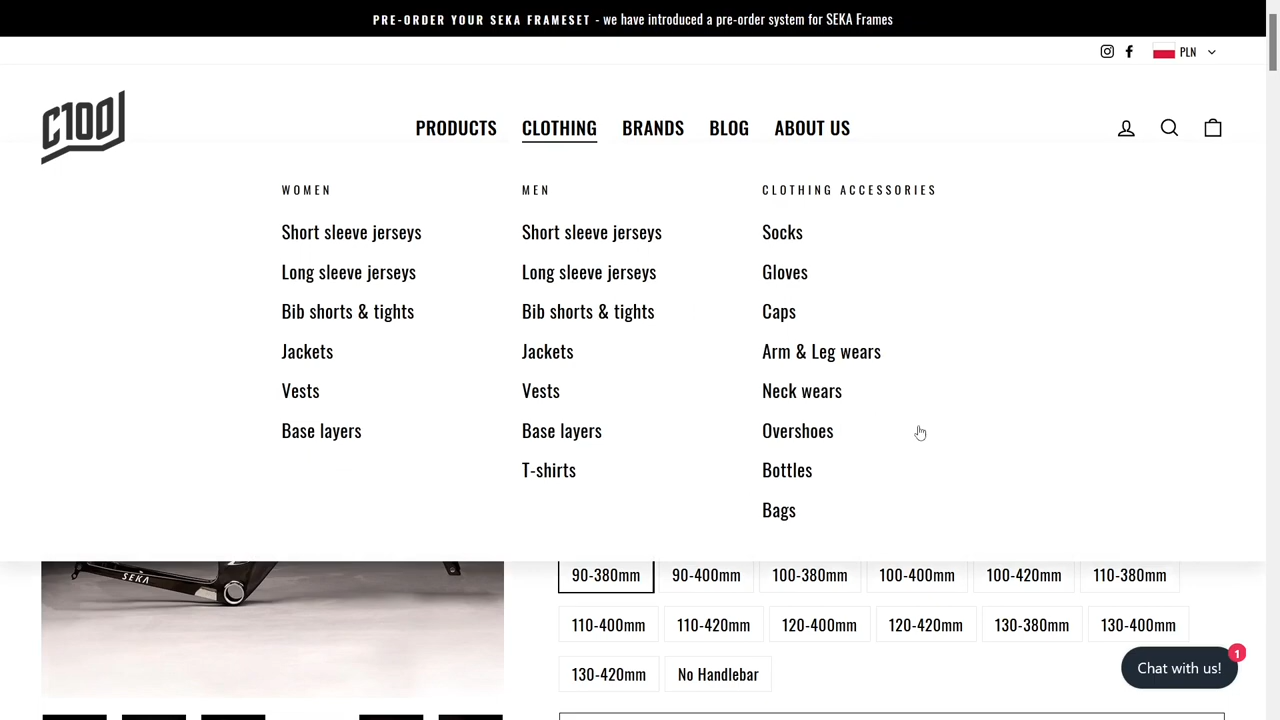 PRE-ORDER YOUR SEKA FRAMESET - we have introduced a pre-order system for SEKA Frames
PLN
C100
PRODUCTS CLOTHING BRANDS BLOG ABOUT US
WOMEN
Short sleeve jerseys
Long sleeve jerseys
Bib shorts & tights
Jackets
Vests
Base layers
MEN
Short sleeve jerseys
Long sleeve jerseys
Bib shorts & tights
Jackets
Vests
Base layers
T-shirts
CLOTHING ACCESSORIES
Socks
Gloves
Caps
Arm & Leg wears
Neck wears
Overshoes
Bottles
Bags
SEKA
90-380mm 90-400mm 100-380mm 100-400mm 100-420mm 110-380mm
110-400mm 110-420mm 120-400mm 120-420mm 130-380mm 130-400mm
130-420mm No Handlebar
Chat with us!
1